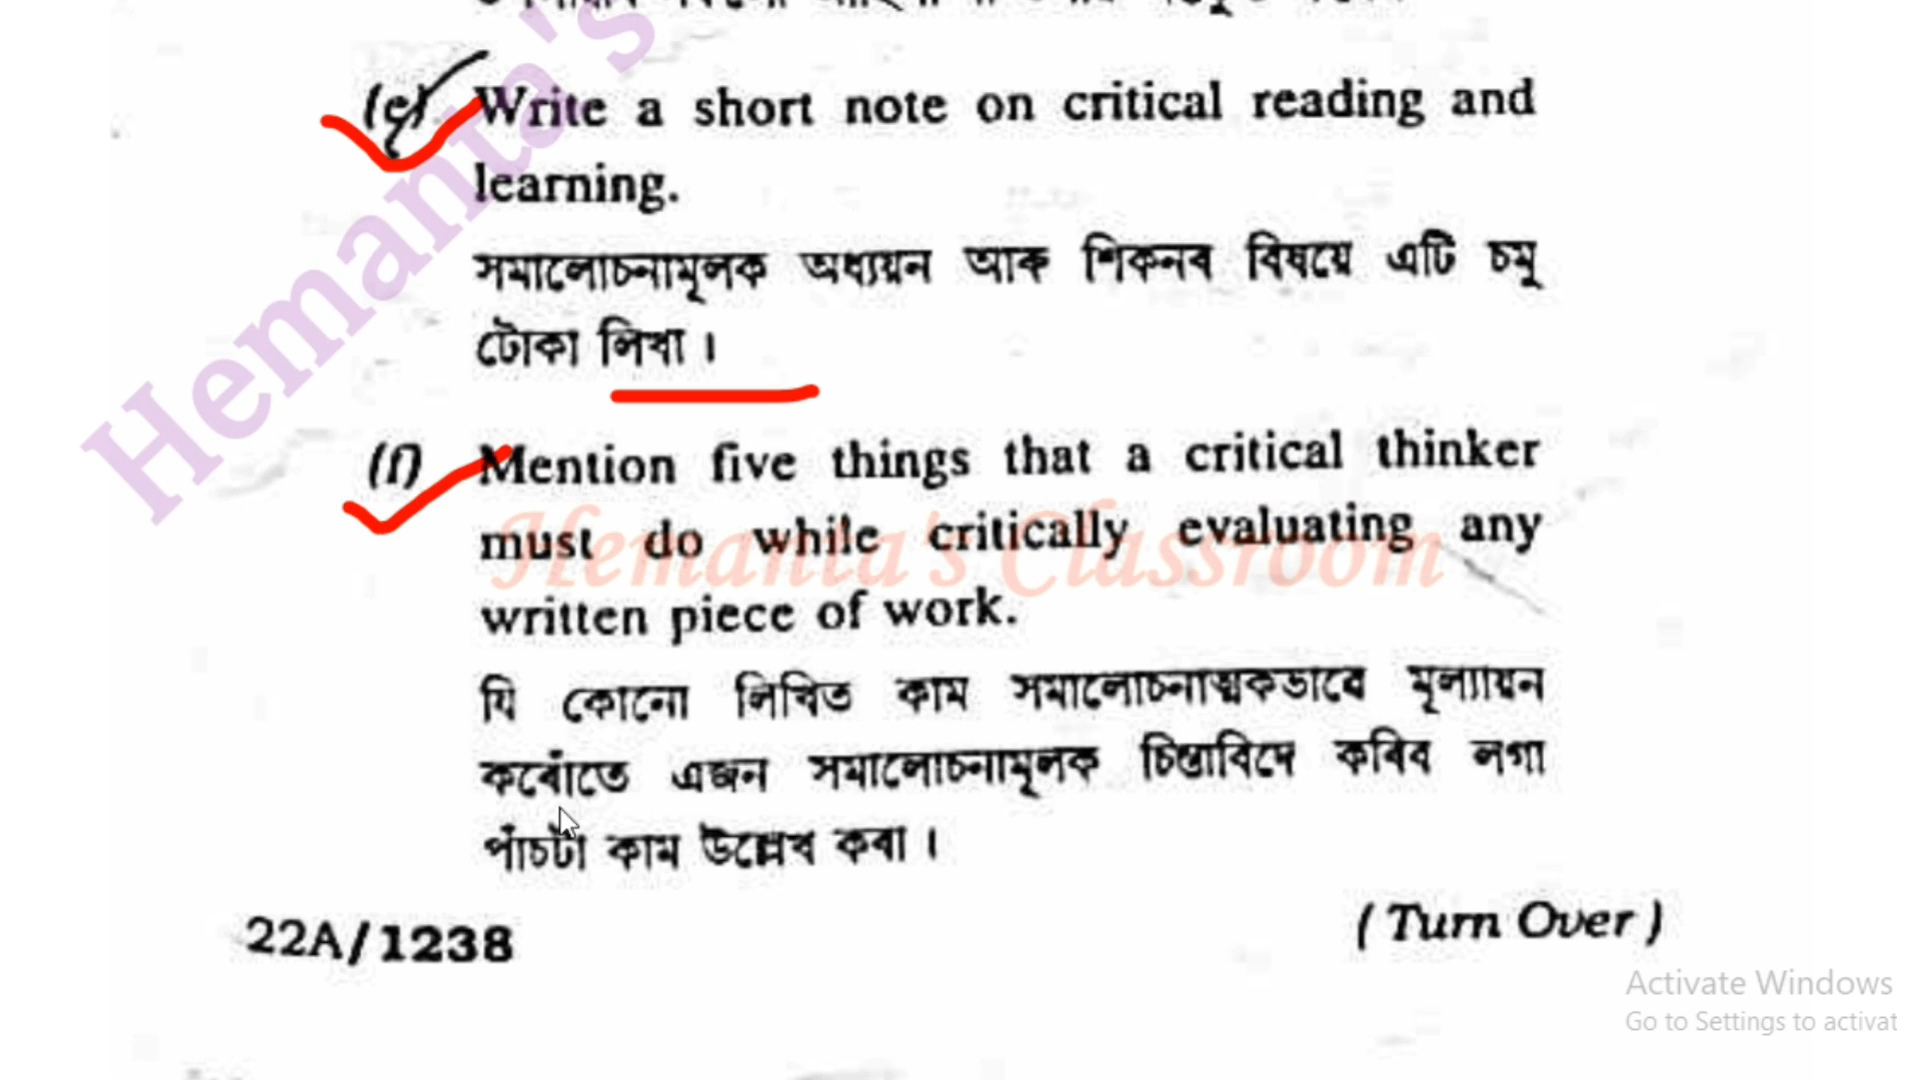 Hemanta's
(e) Write a short note on critical reading and
learning.
সমালোচনামূলক অধ্যয়ন আৰু শিকনৰ বিষয়ে এটি চমু
টোকা লিখা ।
(f) Mention five things that a critical thinker
must do while critically evaluating any
written piece of work.
Hemanta's Classroom
যি কোনো লিখিত কাম সমালোচনাত্মকভাৱে মূল্যায়ন
কৰোঁতে এজন সমালোচনামূলক চিন্তাবিদে কৰিব লগা
পাঁচটা কাম উল্লেখ কৰা ।
22A/1238
( Turn Over )
Activate Windows
Go to Settings to activat